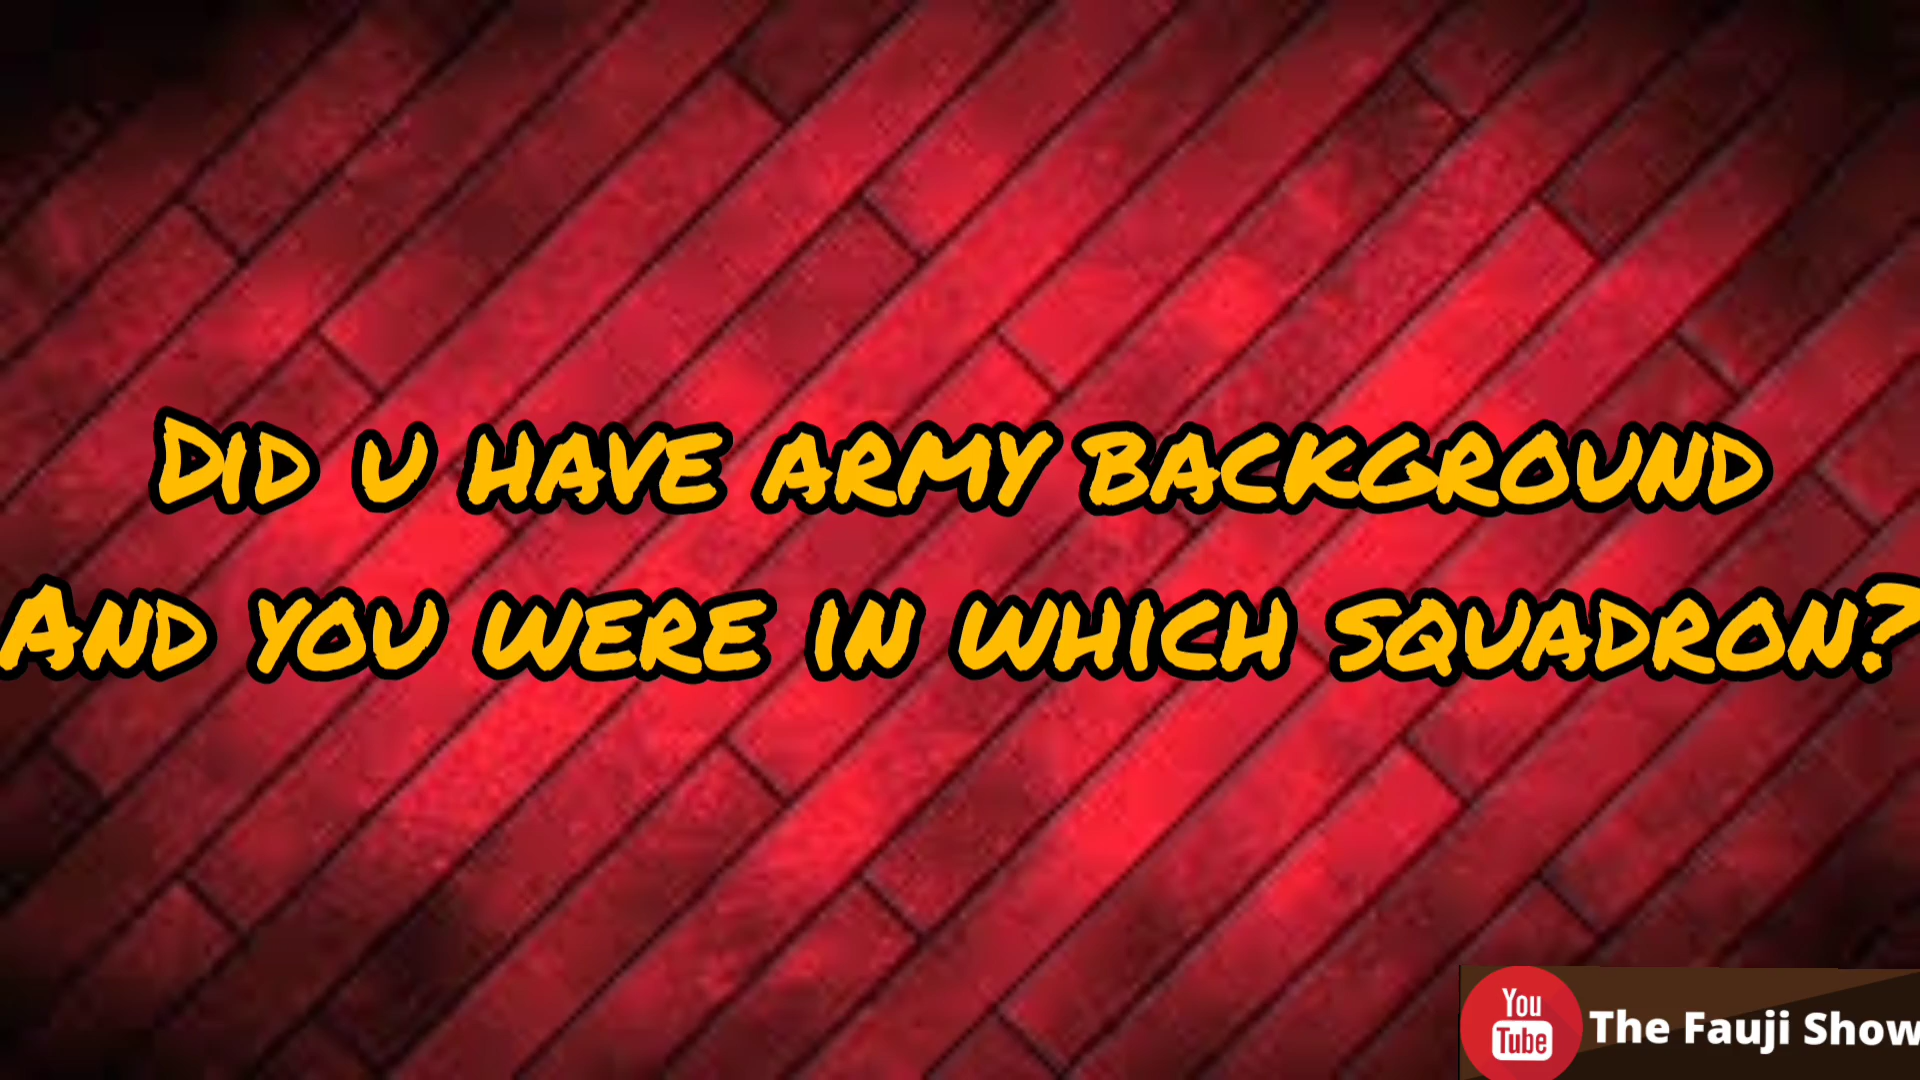 Did u have army background
And you were in which squadron?
You
Tube
The Fauji Show